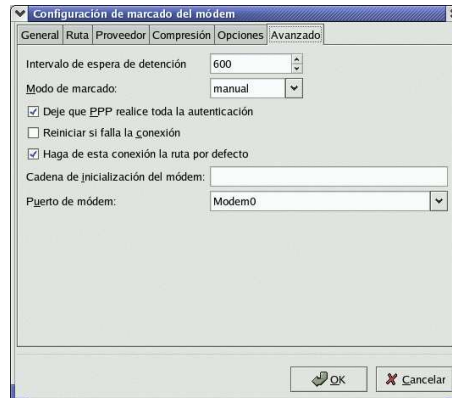 Configuración de marcado del módem
General Ruta Proveedor Compresión Opciones Avanzado
Intervalo de espera de detención 600
Modo de marcado: manual
Deje que PPP realice toda la autenticación
Reiniciar si falla la conexión
Haga de esta conexión la ruta por defecto
Cadena de inicialización del módem:
Puerto de módem: Modem0
OK Cancelar